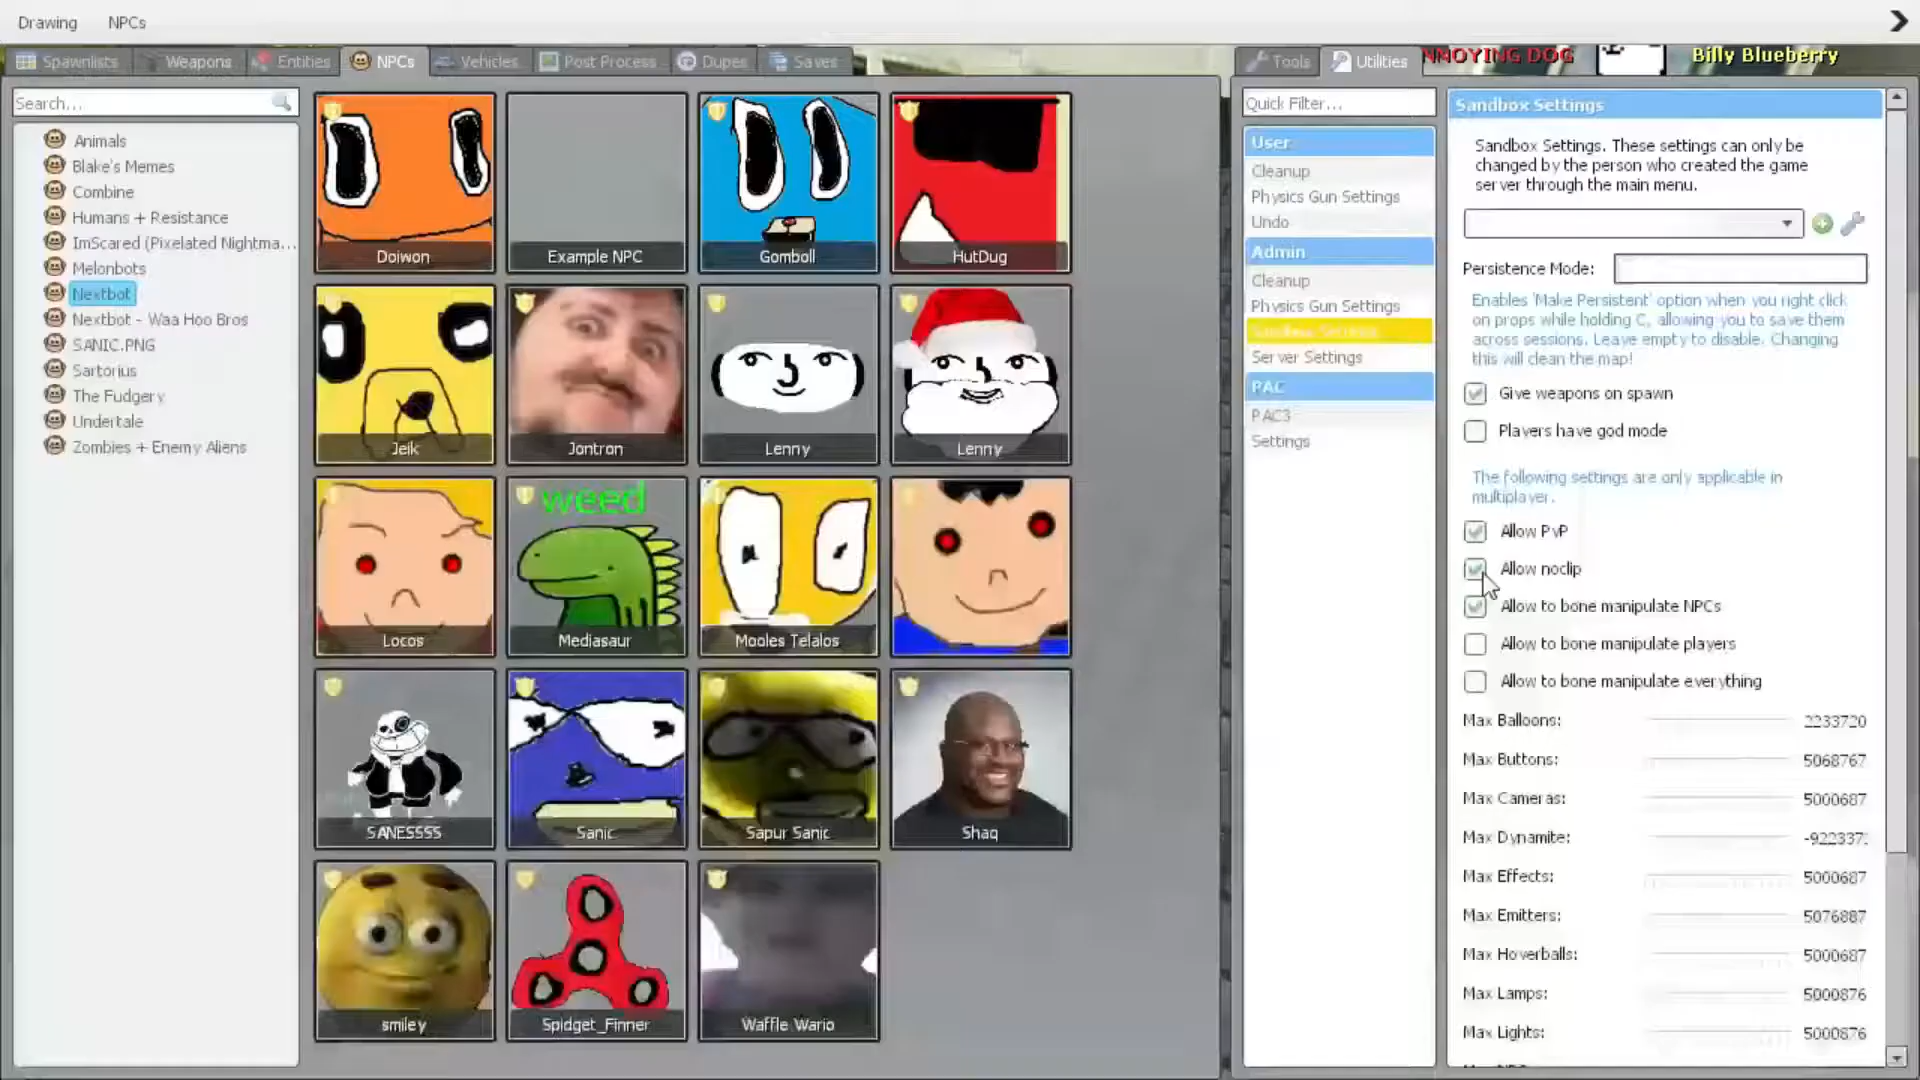 Drawing
NPCs
Spawnlists
Weapons
Entities
NPCs
Vehicles
Post Process
Dupes
Saves
Tools
Utilities
NNOYING DOG
Billy Blueberry
Search...
Animals
Blake's Memes
Combine
Humans + Resistance
ImScared (Pixelated Nightma...
Melonbots
Nextbot
Nextbot - Waa Hoo Bros
SANIC.PNG
Sartorius
The Fudgery
Undertale
Zombies + Enemy Aliens
Doiwon
Example NPC
Gomboll
HutDug
Jeik
Jontron
Lenny
Lenny
Locos
weed
Mediasaur
Mooles Telalos
SANESSSS
Sanic
Sapur Sanic
Shaq
smiley
Spidget_Finner
Waffle Wario
Quick Filter...
User
Cleanup
Physics Gun Settings
Undo
Admin
Cleanup
Physics Gun Settings
Sandbox Settings
Server Settings
PAC
PAC3
Settings
Sandbox Settings
Sandbox Settings. These settings can only be
changed by the person who created the game
server through the main menu.
Persistence Mode:
Enables 'Make Persistent' option when you right click
on props while holding C, allowing you to save them
across sessions. Leave empty to disable. Changing
this will clean the map!
Give weapons on spawn
Players have god mode
The following settings are only applicable in
multiplayer.
Allow PvP
Allow noclip
Allow to bone manipulate NPCs
Allow to bone manipulate players
Allow to bone manipulate everything
Max Balloons: 2233720
Max Buttons: 5068767
Max Cameras: 5000687
Max Dynamite: -922337
Max Effects: 5000687
Max Emitters: 5076887
Max Hoverballs: 5000687
Max Lamps: 5000876
Max Lights: 5000876